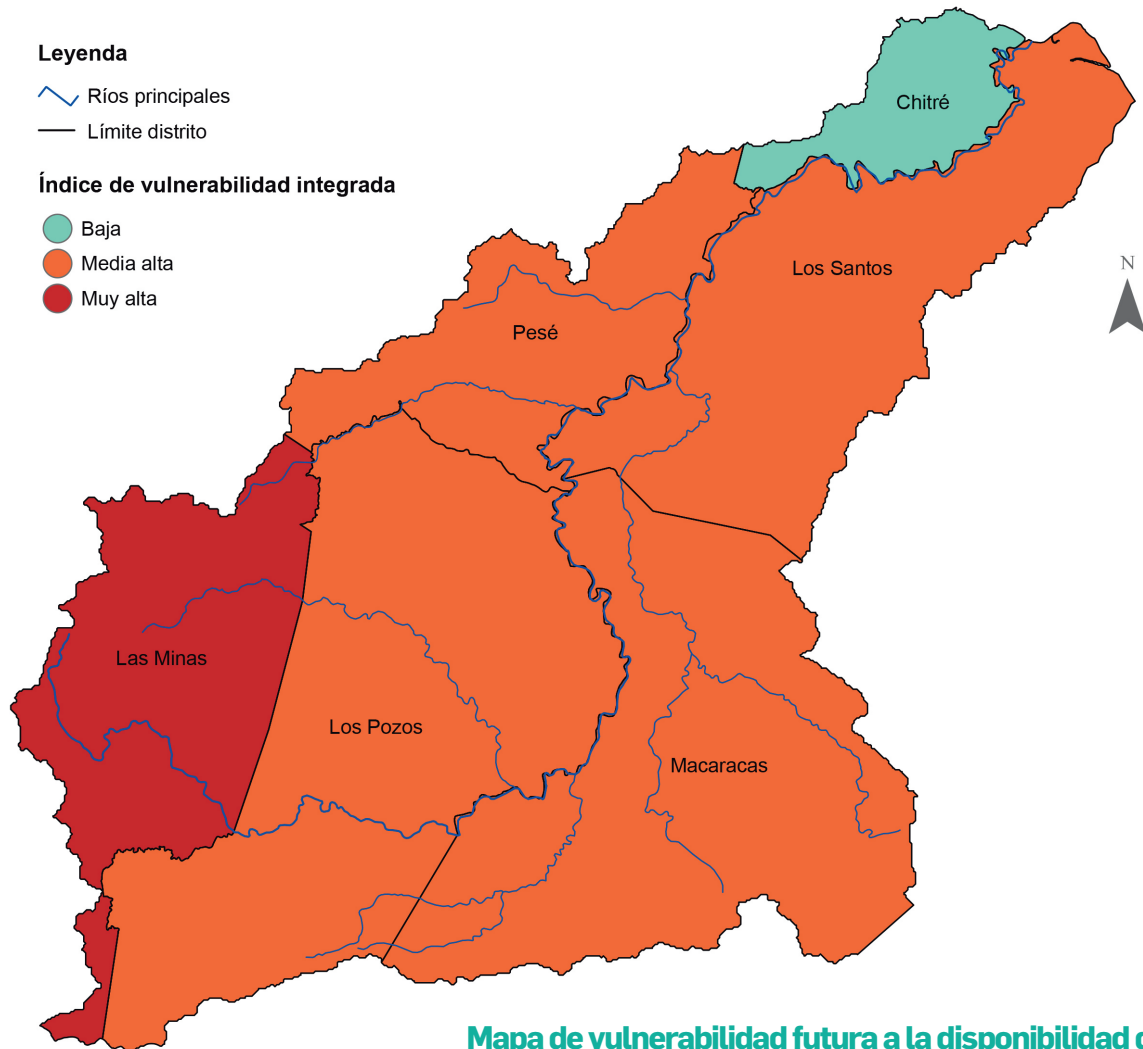 Leyenda
Ríos principales
Límite distrito
Índice de vulnerabilidad integrada
Baja
Media alta
Muy alta
Chitré
Los Santos
N
Pesé
Las Minas
Los Pozos
Macaracas
Mapa de vulnerabilidad futura a la disponibilidad